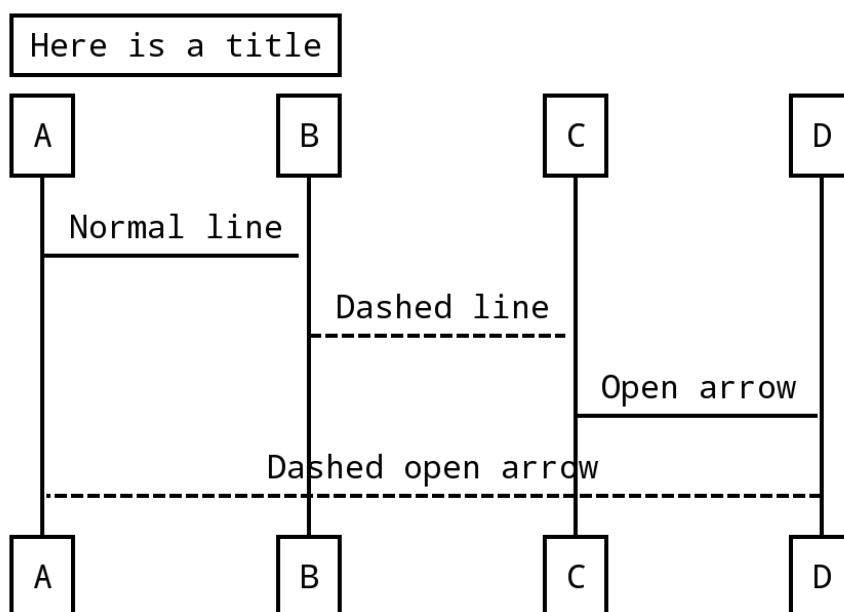 Here is a title
A B C D
Normal line
Dashed line
Open arrow
Dashed open arrow
A B C D